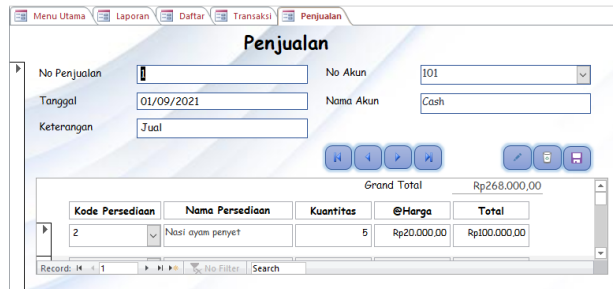 Menu Utama Laporan Daftar Transaksi Penjualan
Penjualan
No Penjualan 1 No Akun 101
Tanggal 01/09/2021 Nama Akun Cash
Keterangan Jual
Grand Total Rp268.000,00
Kode Persediaan Nama Persediaan Kuantitas @Harga Total
2 Nasi ayam penyet 5 Rp20.000,00 Rp100.000,00
Record: 1 No Filter Search